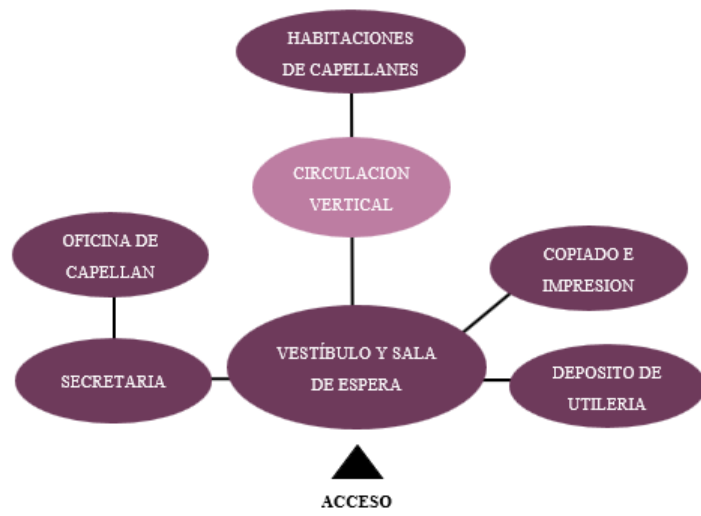 HABITACIONES
DE CAPELLANES
CIRCULACION
VERTICAL
OFICINA DE
CAPELLAN
COPIADO E
IMPRESION
VESTÍBULO Y SALA
DE ESPERA
SECRETARIA
DEPOSITO DE
UTILERIA
ACCESO